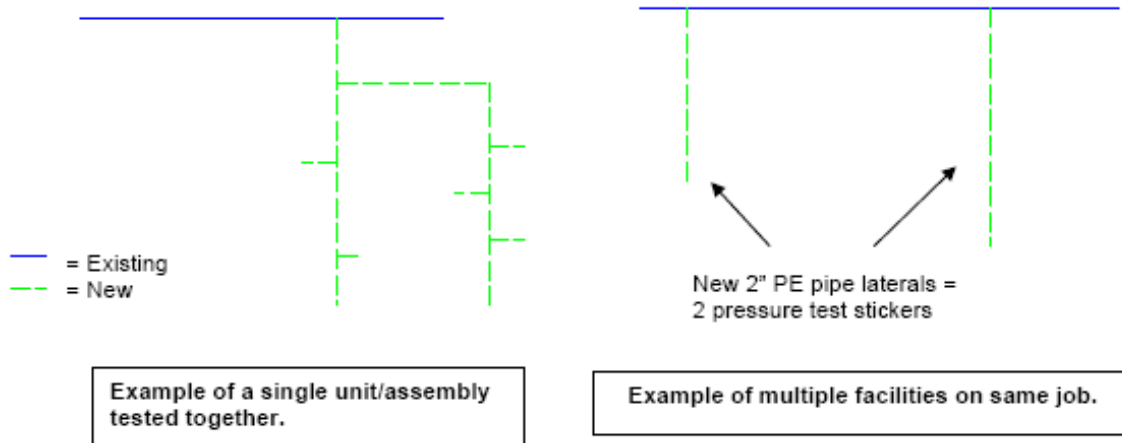 = Existing
= New
New 2" PE pipe laterals =
2 pressure test stickers
Example of a single unit/assembly
tested together.
Example of multiple facilities on same job.